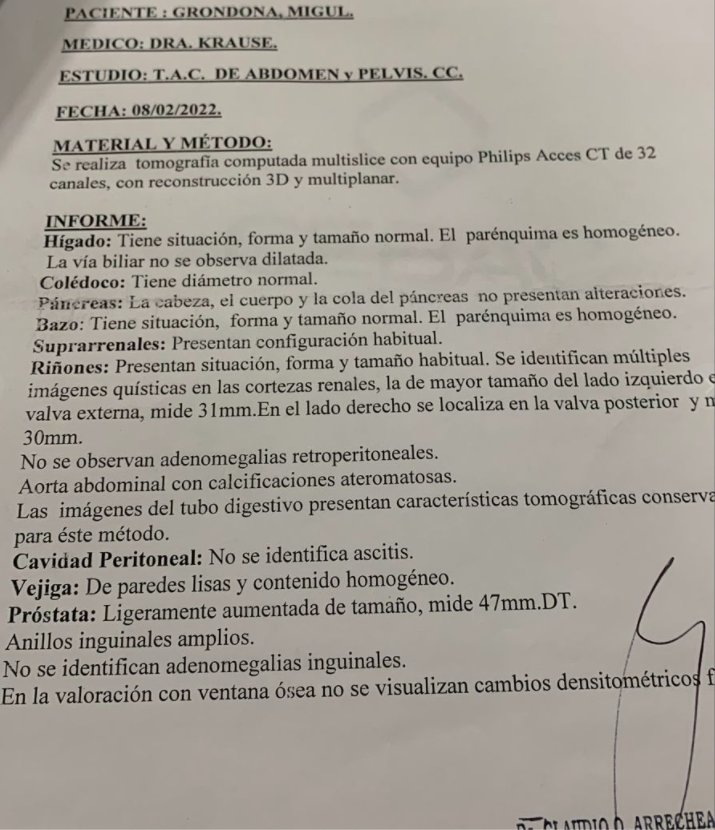 PACIENTE : GRONDONA, MIGUL.
MEDICO: DRA. KRAUSE.
ESTUDIO: T.A.C. DE ABDOMEN y PELVIS. CC.
FECHA: 08/02/2022.
MATERIAL Y MÉTODO:
Se realiza tomografía computada multislice con equipo Philips Acces CT de 32
canales, con reconstrucción 3D y multiplanar.
INFORME:
Hígado: Tiene situación, forma y tamaño normal. El parénquima es homogéneo.
La vía biliar no se observa dilatada.
Colédoco: Tiene diámetro normal.
Páncreas: La cabeza, el cuerpo y la cola del páncreas no presentan alteraciones.
Bazo: Tiene situación, forma y tamaño normal. El parénquima es homogéneo.
Suprarrenales: Presentan configuración habitual.
Riñones: Presentan situación, forma y tamaño habitual. Se identifican múltiples
imágenes quísticas en las cortezas renales, la de mayor tamaño del lado izquierdo
valva externa, mide 31mm.En el lado derecho se localiza en la valva posterior y
30mm.
No se observan adenomegalias retroperitoneales.
Aorta abdominal con calcificaciones ateromatosas.
Las imágenes del tubo digestivo presentan características tomográficas conserva
para éste método.
Cavidad Peritoneal: No se identifica ascitis.
Vejiga: De paredes lisas y contenido homogéneo.
Próstata: Ligeramente aumentada de tamaño, mide 47mm.DT.
Anillos inguinales amplios.
No se identifican adenomegalias inguinales.
En la valoración con ventana ósea no se visualizan cambios densitométricos f
CLAUDIO O. ARRECHEA